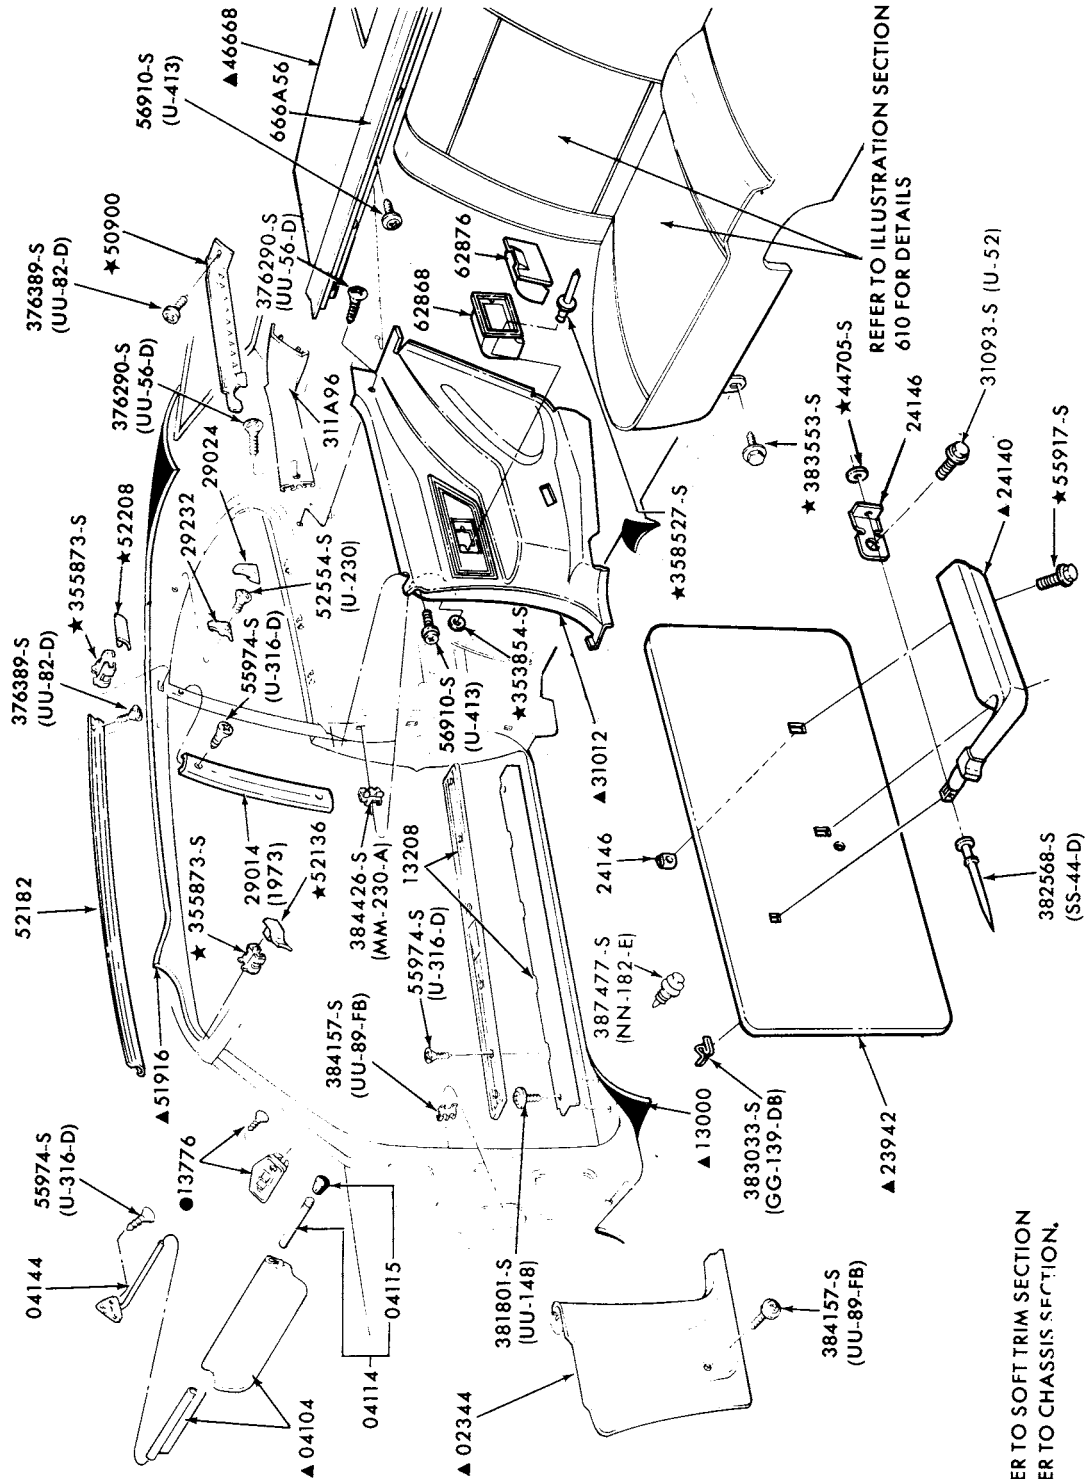 ▲46668
666A56
56910-S
(U-413)
376389-S
(UU-82-D)
★50900
376290-S
(UU-56-D)
376290-S
(UU-56-D)
311A96
62868
62876
REFER TO ILLUSTRATION SECTION
610 FOR DETAILS
★355873-S
★52208
29232
29024
52554-S
(U-230)
55974-S
(U-316-D)
376389-S
(UU-82-D)
52182
▲51916
★355873-S
29014
(1973)
★52136
384426-S
(MM-230-A)
56910-S
(U-413)
★353854-S
▲31012
★358527-S
★383553-S
★44705-S
24146
31093-S (U-52)
▲24140
★55917-S
13208
55974-S
(U-316-D)
384157-S
(UU-89-FB)
24146
387477-S
(NN-182-E)
382568-S
(SS-44-D)
55974-S
(U-316-D)
●13776
04144
04115
04114
▲04104
381801-S
(UU-148)
▲13000
383033-S
(GG-139-DB)
▲23942
▲02344
384157-S
(UU-89-FB)
ER TO SOFT TRIM SECTION
ER TO CHASSIS SECTION.